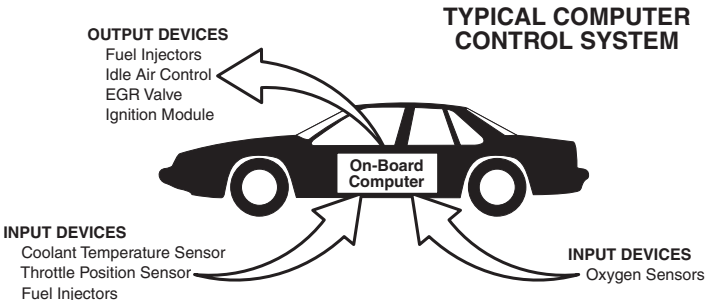 TYPICAL COMPUTER
CONTROL SYSTEM
OUTPUT DEVICES
Fuel Injectors
Idle Air Control
EGR Valve
Ignition Module
On-Board
Computer
INPUT DEVICES
Coolant Temperature Sensor
Throttle Position Sensor
Fuel Injectors
INPUT DEVICES
Oxygen Sensors